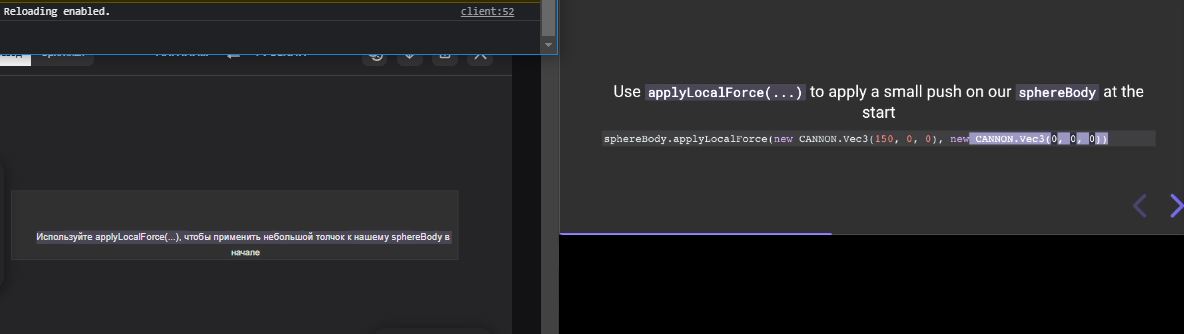 Reloading enabled.
client:52
Используйте applyLocalForce(...), чтобы применить небольшой толчок к нашему sphereBody в
начале
Use applyLocalForce(...) to apply a small push on our sphereBody at the
start
sphereBody.applyLocalForce(new CANNON.Vec3(150, 0, 0), new CANNON.Vec3(0, 0, 0))